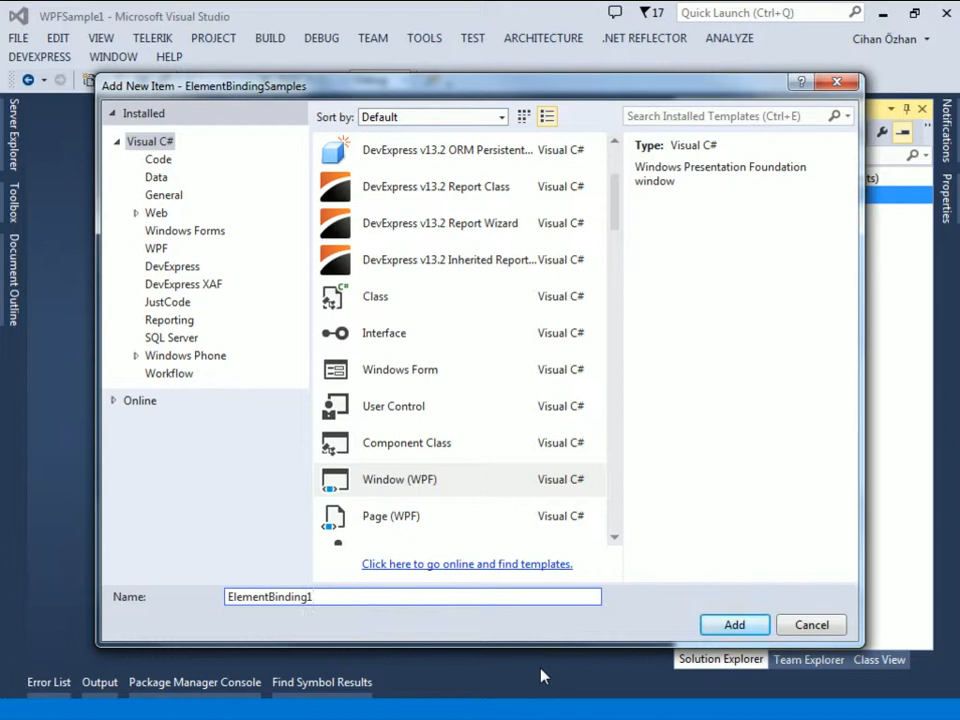 WPFSample1 - Microsoft Visual Studio
17
Quick Launch (Ctrl+Q)
FILE EDIT VIEW TELERIK PROJECT BUILD DEBUG TEAM TOOLS TEST ARCHITECTURE .NET REFLECTOR ANALYZE
Cihan Özhan
DEVEXPRESS WINDOW HELP
Add New Item - ElementBindingSamples
Installed
Sort by: Default
Search Installed Templates (Ctrl+E)
Visual C#
Code
Data
General
Web
Windows Forms
WPF
DevExpress
DevExpress XAF
JustCode
Reporting
SQL Server
Windows Phone
Workflow
Online
DevExpress v13.2 ORM Persistent... Visual C#
DevExpress v13.2 Report Class Visual C#
DevExpress v13.2 Report Wizard Visual C#
DevExpress v13.2 Inherited Report... Visual C#
Class Visual C#
Interface Visual C#
Windows Form Visual C#
User Control Visual C#
Component Class Visual C#
Window (WPF) Visual C#
Page (WPF) Visual C#
Click here to go online and find templates.
Type: Visual C#
Windows Presentation Foundation
window
Name: ElementBinding1
Add Cancel
Server Explorer
Toolbox
Document Outline
Notifications
Properties
ts)
Solution Explorer Team Explorer Class View
Error List Output Package Manager Console Find Symbol Results